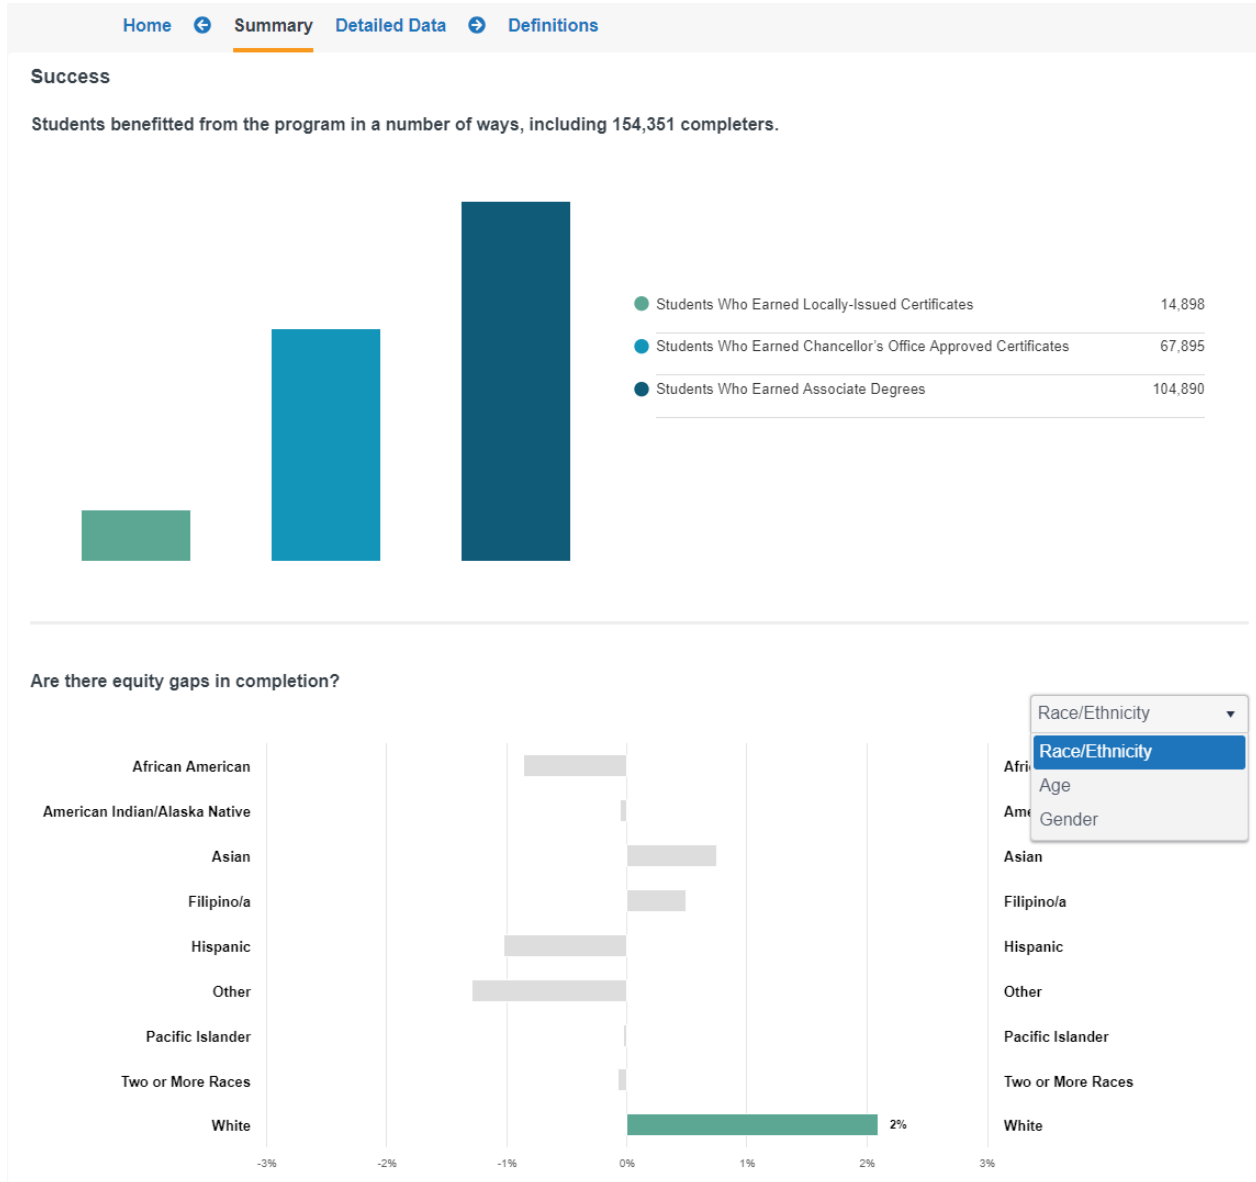 Home Summary Detailed Data Definitions
Success
Students benefitted from the program in a number of ways, including 154,351 completers.
Students Who Earned Locally-Issued Certificates 14,898
Students Who Earned Chancellor's Office Approved Certificates 67,895
Students Who Earned Associate Degrees 104,890
Are there equity gaps in completion?
Race/Ethnicity
Race/Ethnicity
Age
Gender
African American Afri
American Indian/Alaska Native Ame
Asian Asian
Filipino/a Filipino/a
Hispanic Hispanic
Other Other
Pacific Islander Pacific Islander
Two or More Races Two or More Races
White 2% White
-3% -2% -1% 0% 1% 2% 3%